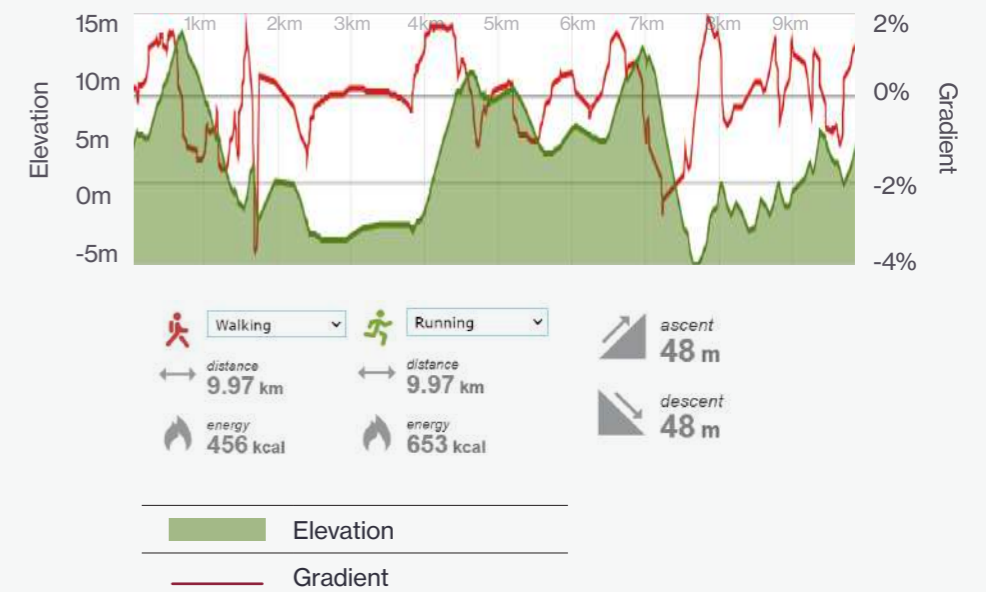 15m
1km 2km 3km 4km 5km 6km 7km 8km 9km
2%
10m
0%
5m
0m
-2%
-5m
-4%
Elevation
Gradient
Walking
Running
distance
9.97 km
distance
9.97 km
energy
456 kcal
energy
653 kcal
ascent
48 m
descent
48 m
Elevation
Gradient